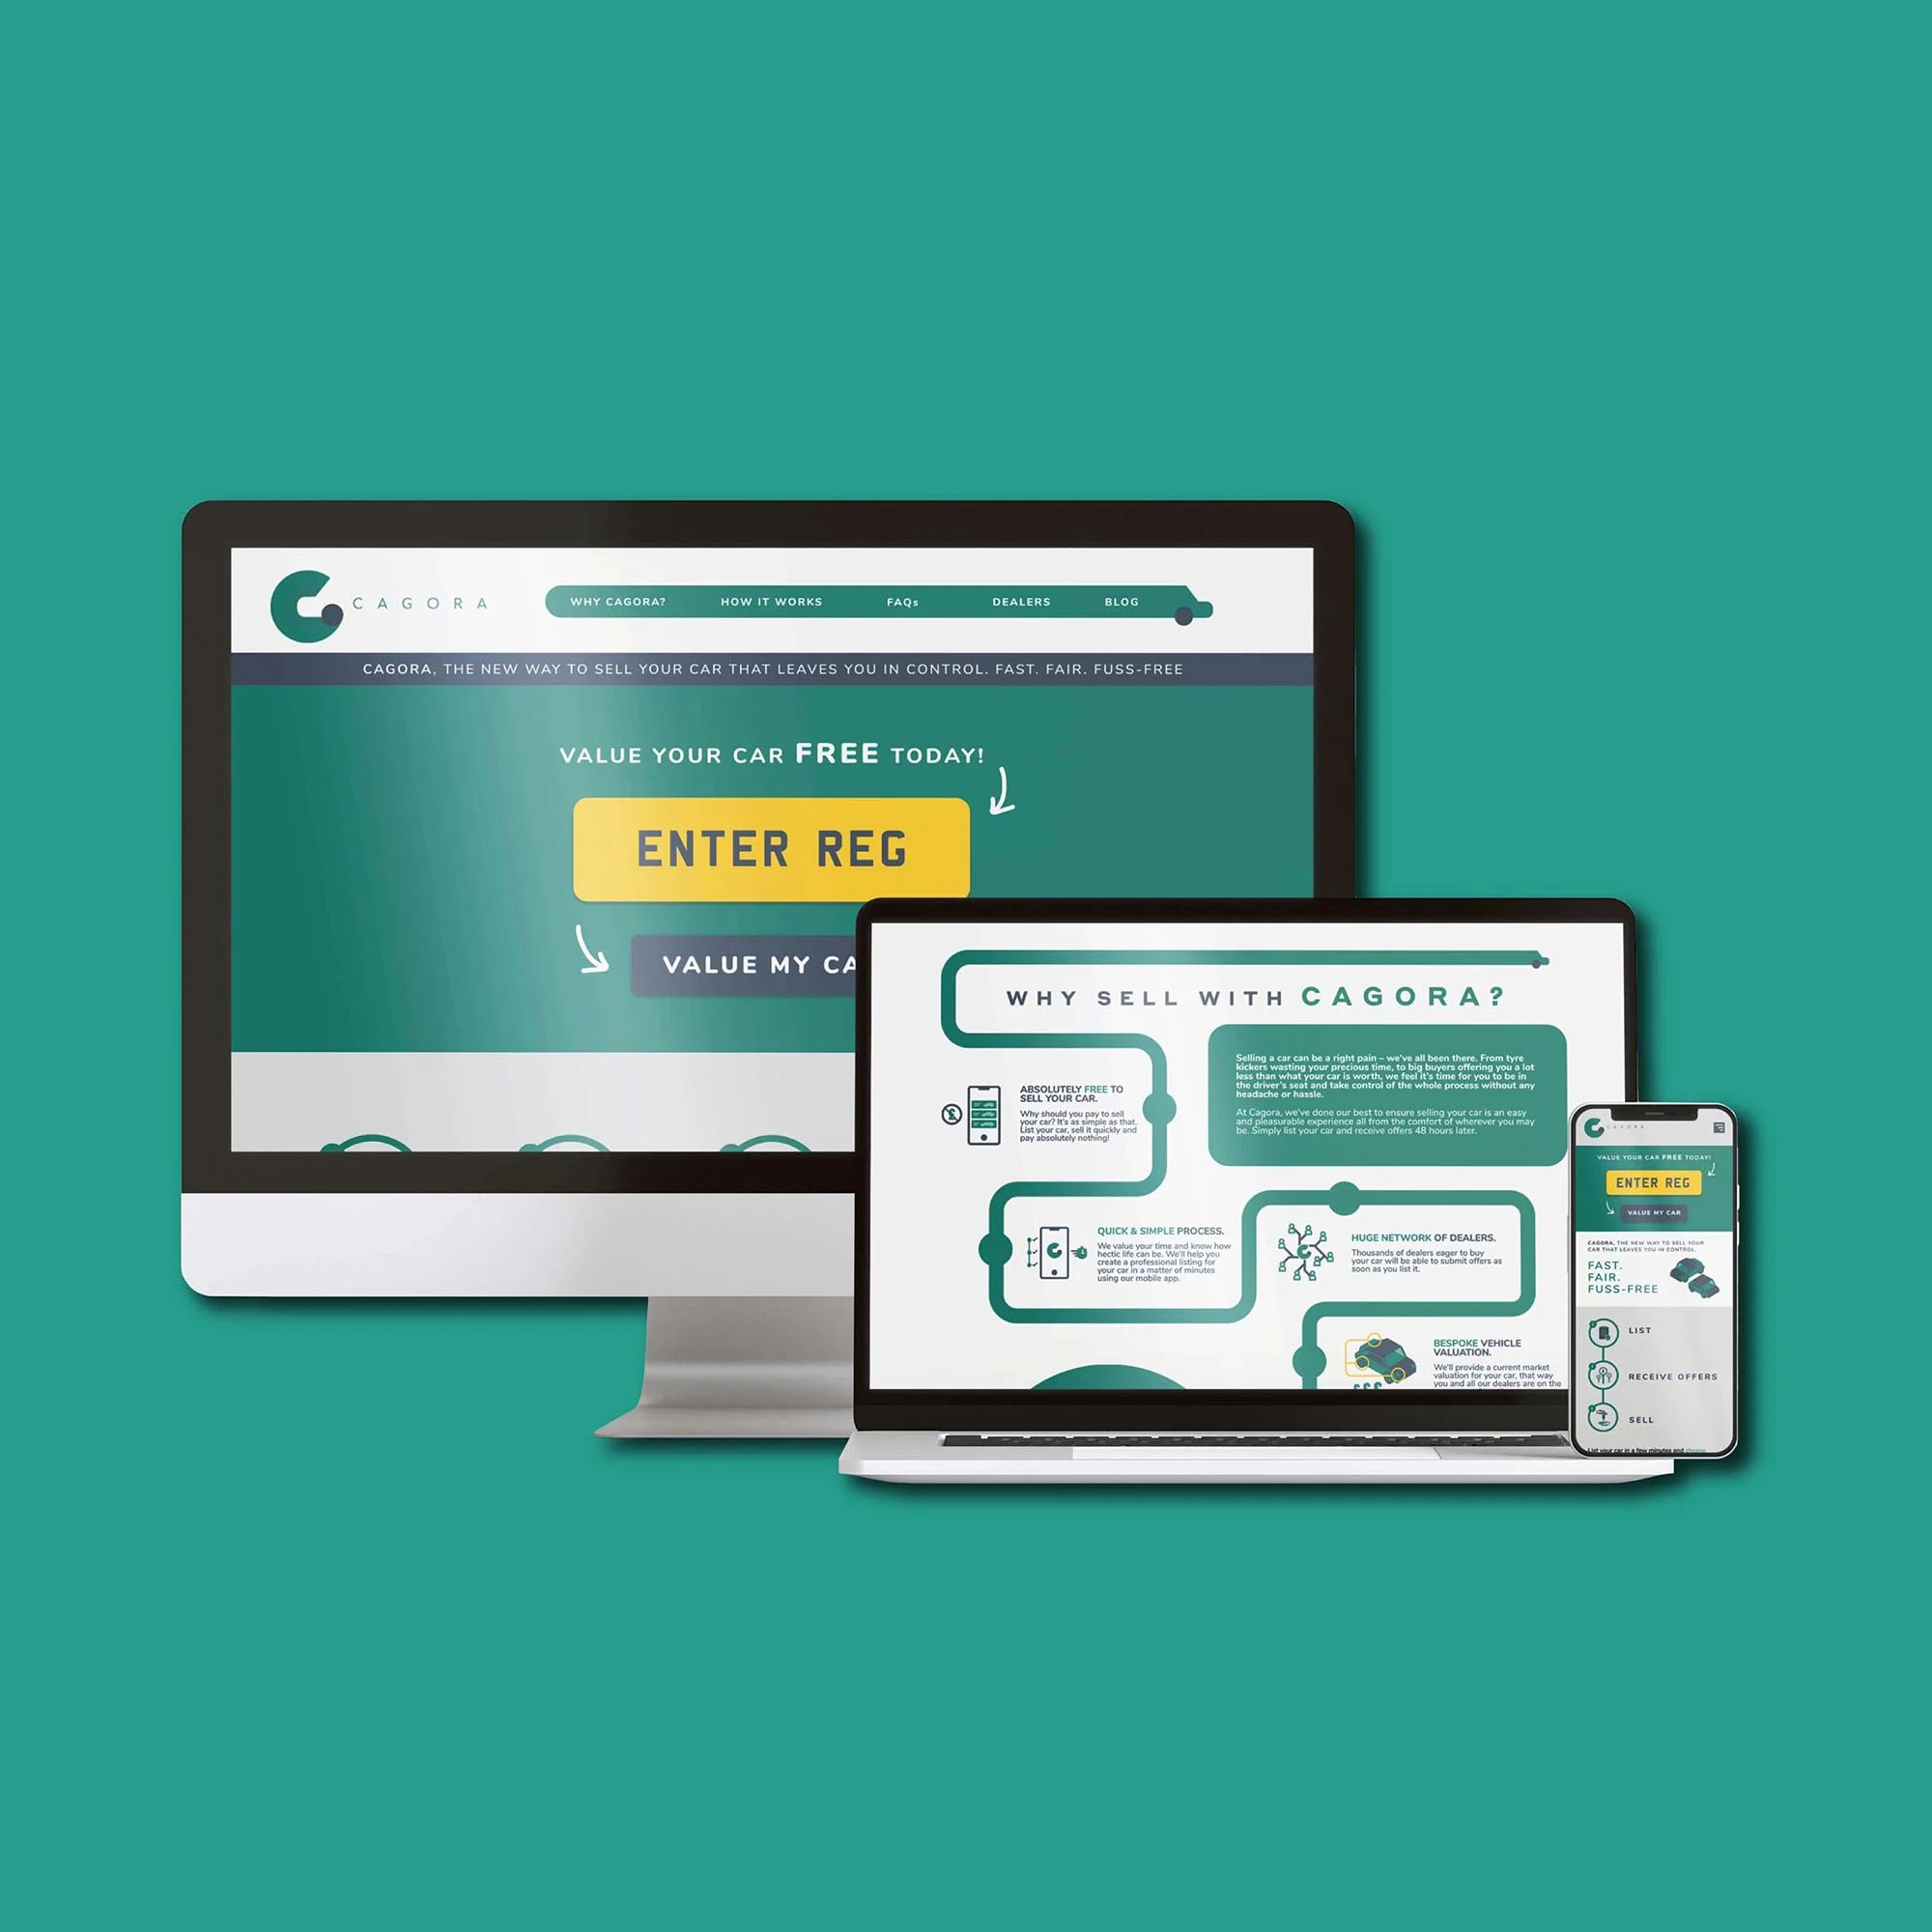 CAGORA
WHY CAGORA?
HOW IT WORKS
FAQs
DEALERS
BLOG
CAGORA, THE NEW WAY TO SELL YOUR CAR THAT LEAVES YOU IN CONTROL. FAST. FAIR. FUSS-FREE
VALUE YOUR CAR FREE TODAY!
ENTER REG
VALUE MY CA
WHY SELL WITH CAGORA?
Selling a car can be a right pain – we've all been there. From tyre
kickers wasting your precious time, to big buyers offering you a lot
less than what your car is worth, we feel it's time for you to be in
the driver's seat and take control of the whole process without any
headache or hassle.
At Cagora, we've done our best to ensure selling your car is an easy
and pleasurable experience all from the comfort of wherever you may
be. Simply list your car and receive offers 48 hours later.
ABSOLUTELY FREE TO
SELL YOUR CAR.
Why should you pay to sell
your car? It's as simple as that.
List your car, sell it quickly and
pay absolutely nothing!
QUICK & SIMPLE PROCESS.
We value your time and know how
hectic life can be. We'll help you
create a professional listing for
your car in a matter of minutes
using our mobile app.
HUGE NETWORK OF DEALERS.
Thousands of dealers eager to buy
your car will be able to submit offers as
soon as you list it.
BESPOKE VEHICLE
VALUATION.
We'll provide a current market
valuation for your car, that way
you and all our dealers are on the
£££
CAGORA
VALUE YOUR CAR FREE TODAY!
ENTER REG
VALUE MY CAR
CAGORA, THE NEW WAY TO SELL YOUR
CAR THAT LEAVES YOU IN CONTROL.
FAST.
FAIR.
FUSS-FREE
LIST
RECEIVE OFFERS
SELL
List your car in a few minutes and choose